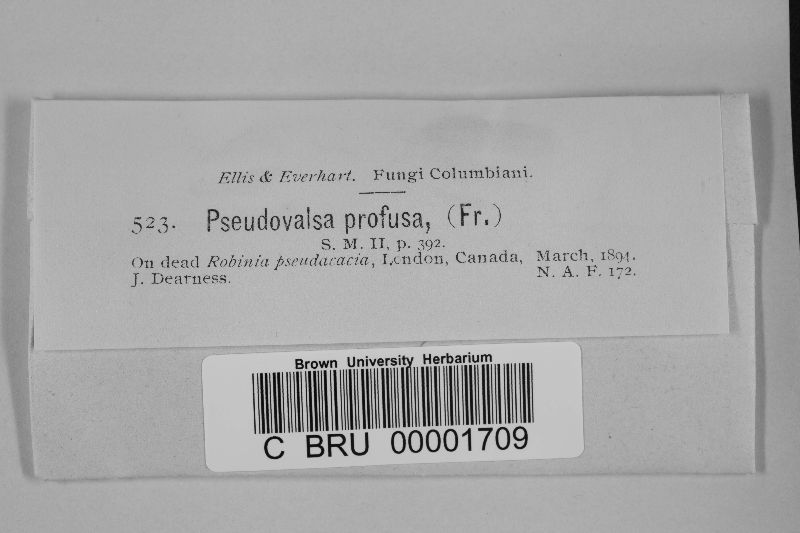 Ellis & Everhart. Fungi Columbiani.
523. Pseudovalsa profusa, (Fr.)
S. M. II, p. 392.
On dead Robinia pseudacacia, London, Canada, March, 1894.
J. Dearness. N. A. F. 172.
Brown University Herbarium
C BRU 00001709